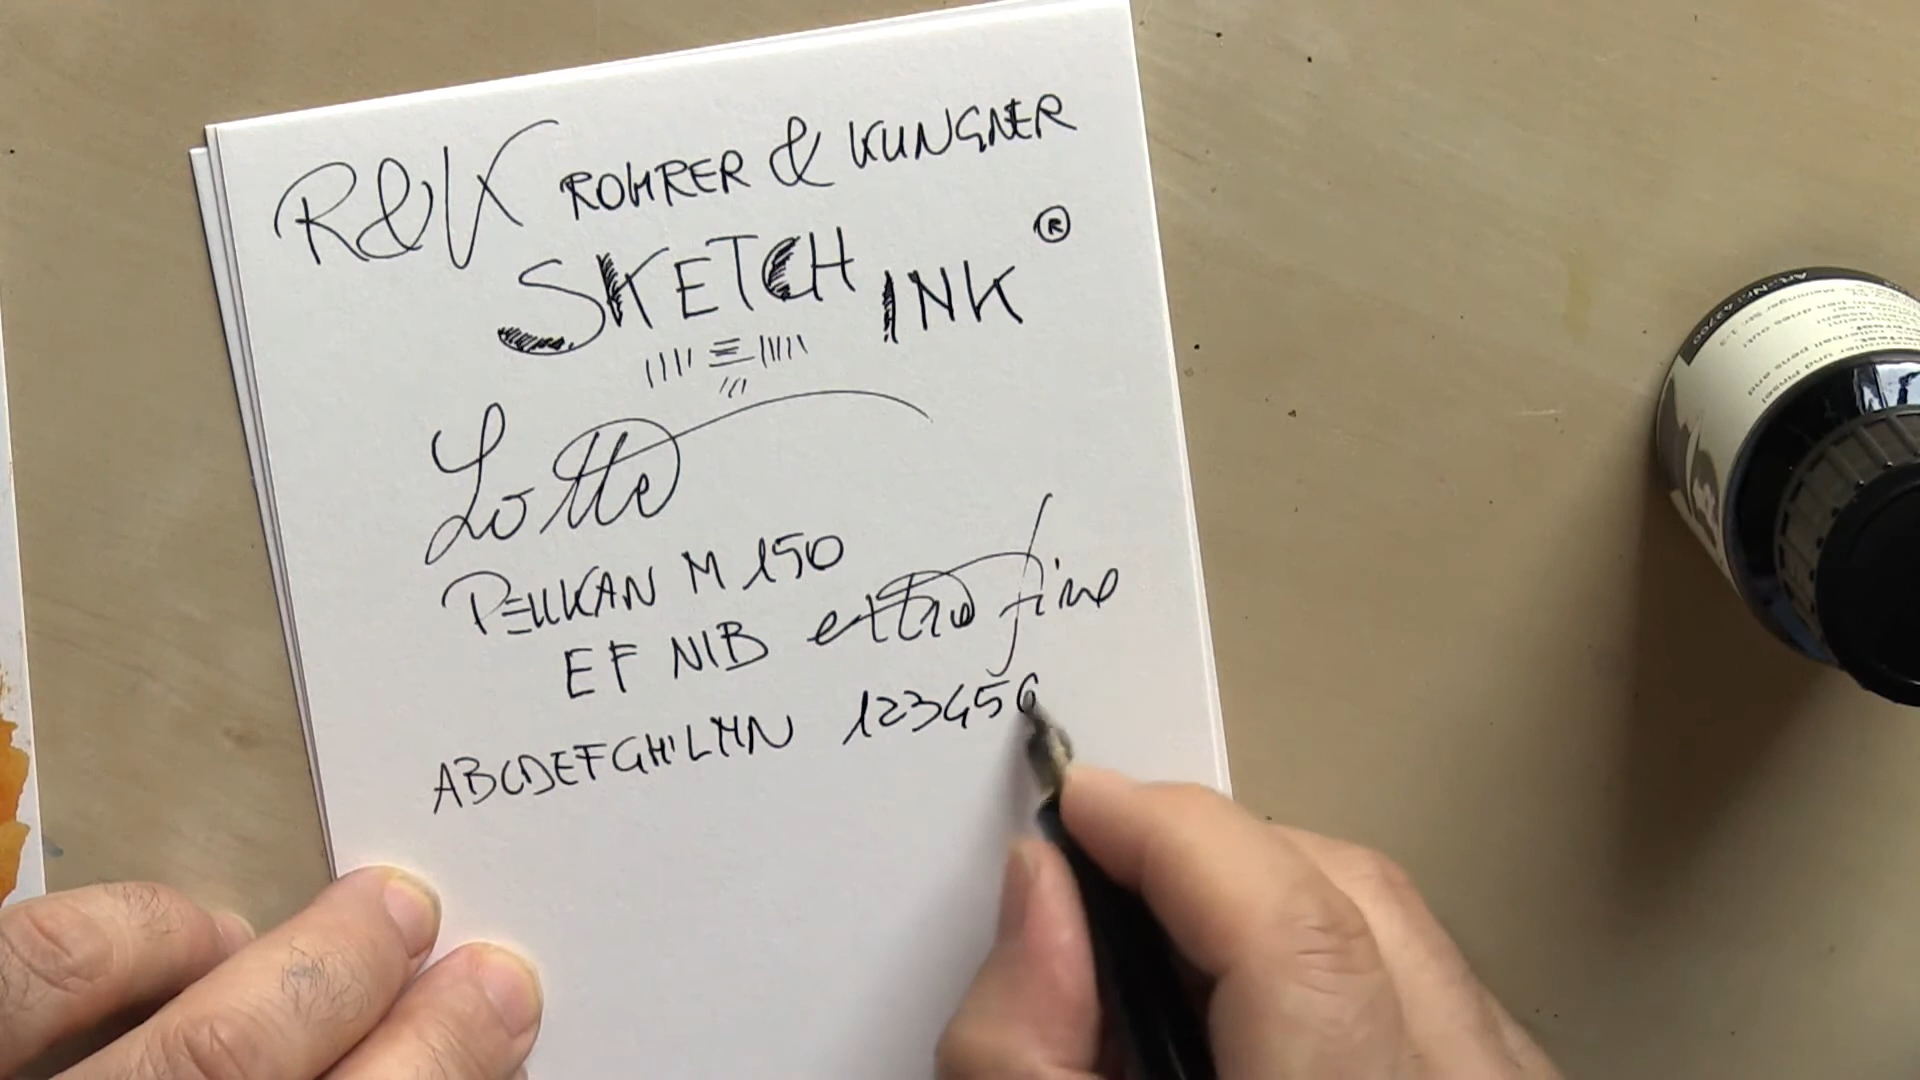 R&K ROHRER & KLINGNER
SKETCH INK ®
Lotte
PELIKAN M 150
EF NIB extra fine
ABCDEFGHILMN 123456